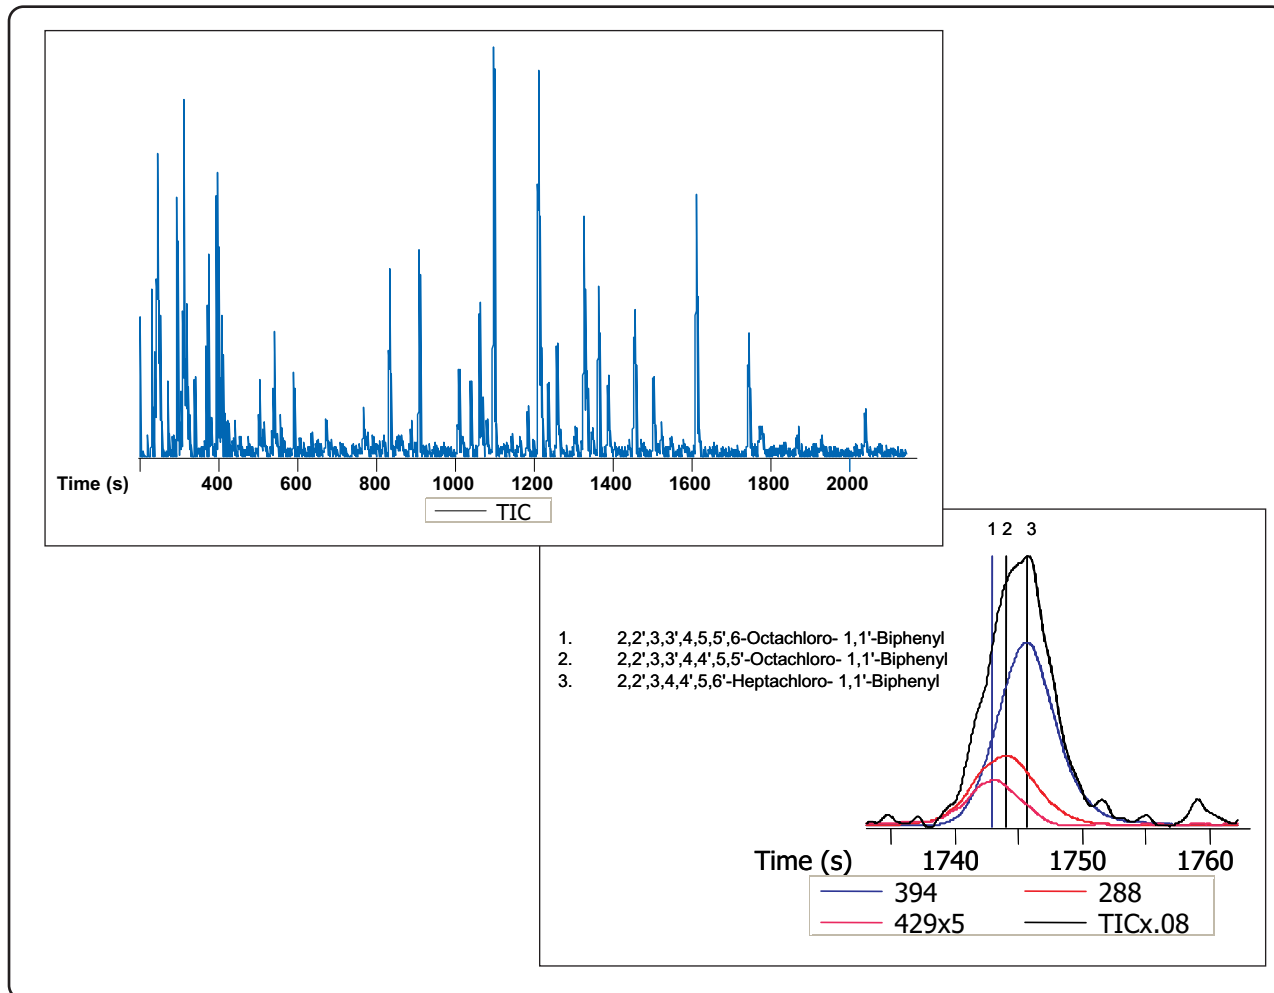 Time (s) 400 600 800 1000 1200 1400 1600 1800 2000
TIC
1 2 3
1. 2,2',3,3',4,5,5',6-Octachloro- 1,1'-Biphenyl
2. 2,2',3,3',4,4',5,5'-Octachloro- 1,1'-Biphenyl
3. 2,2',3,4,4',5,6'-Heptachloro- 1,1'-Biphenyl
Time (s) 1740 1750 1760
394 288
429x5 TICx.08